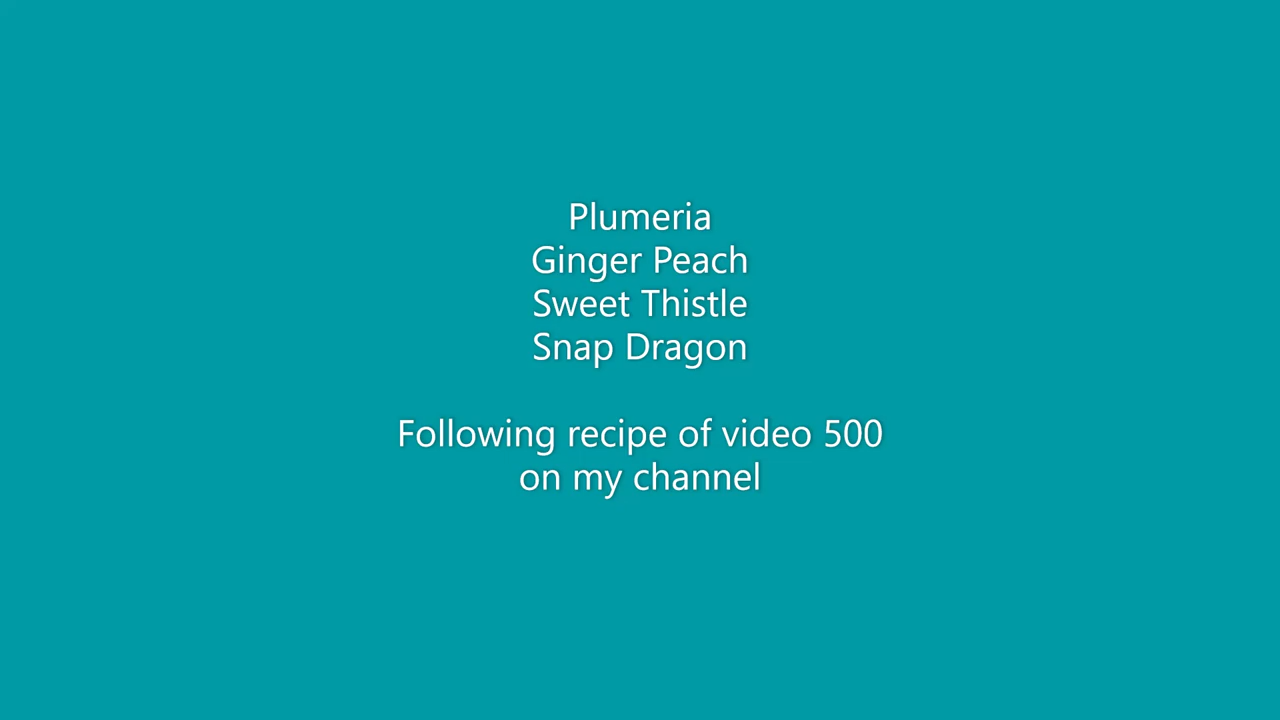 Plumeria
Ginger Peach
Sweet Thistle
Snap Dragon
Following recipe of video 500
on my channel